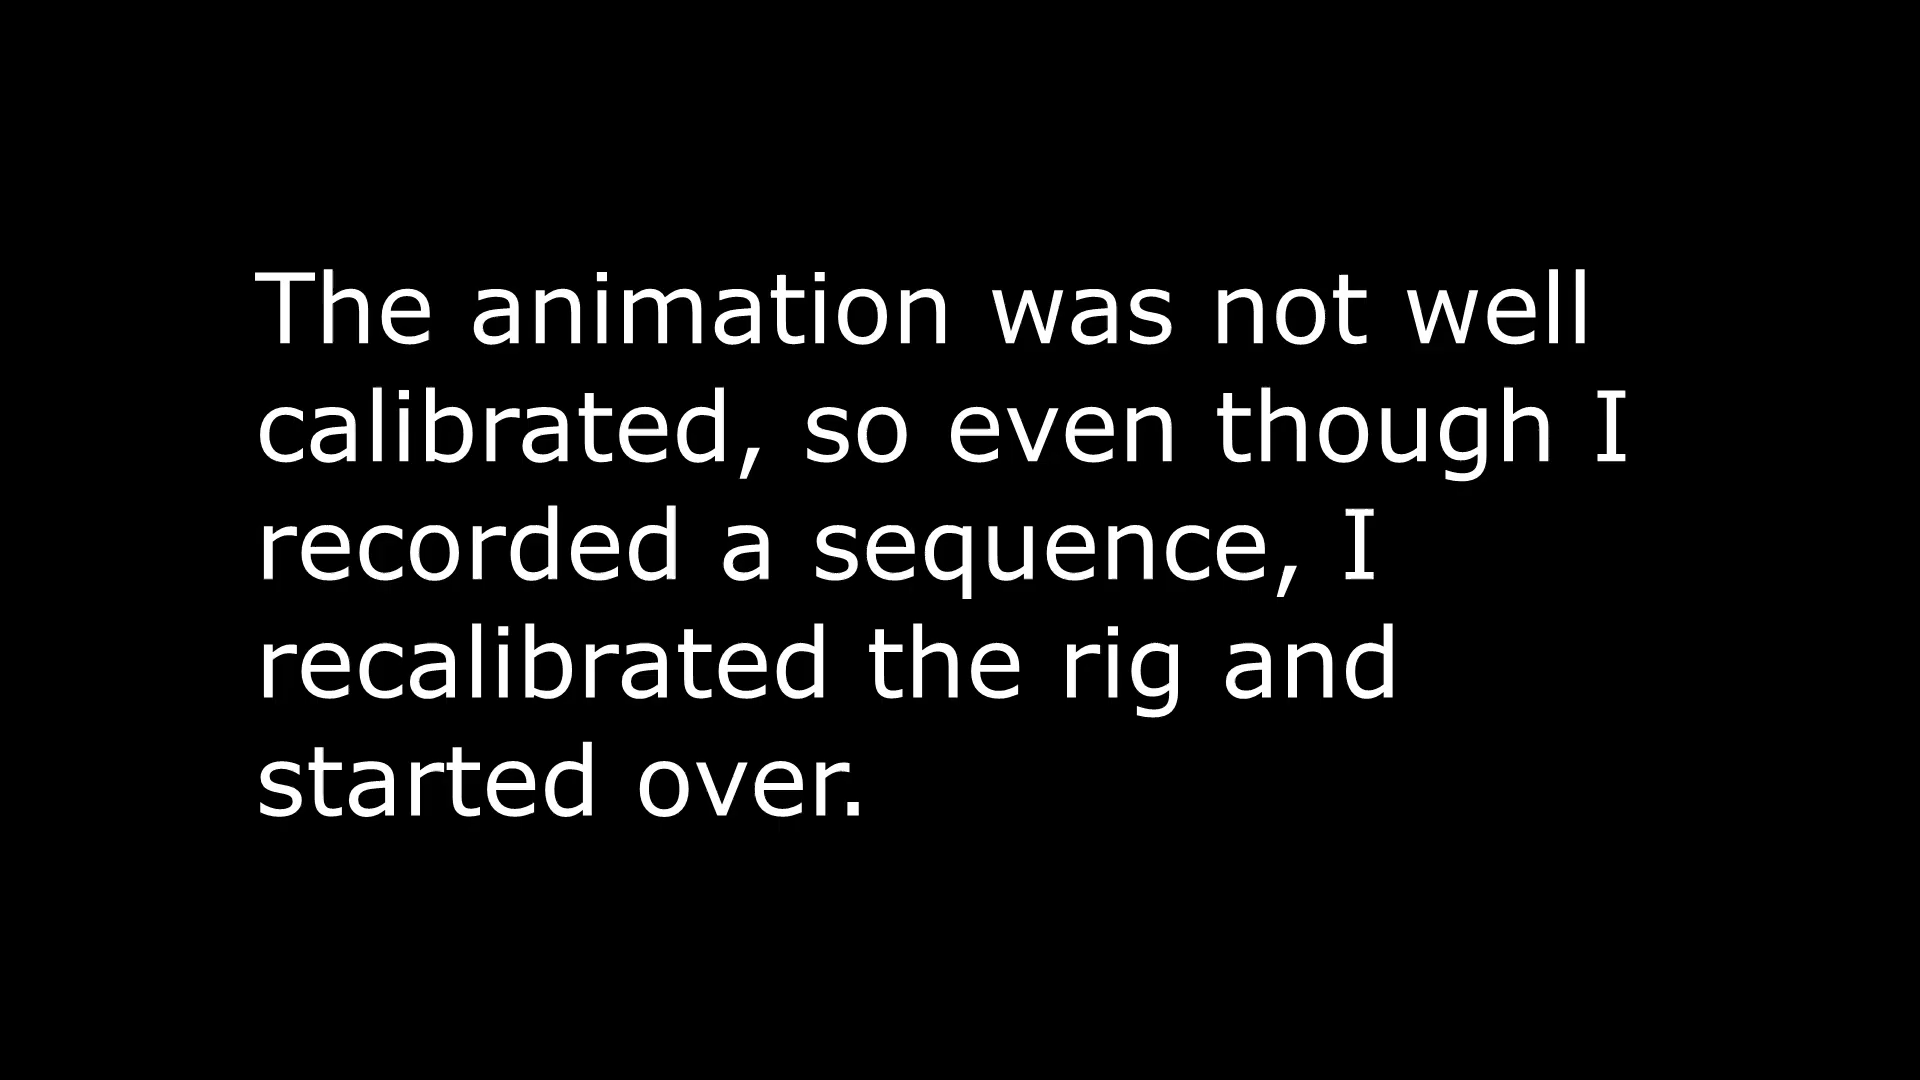 The animation was not well
calibrated, so even though I
recorded a sequence, I
recalibrated the rig and
started over.